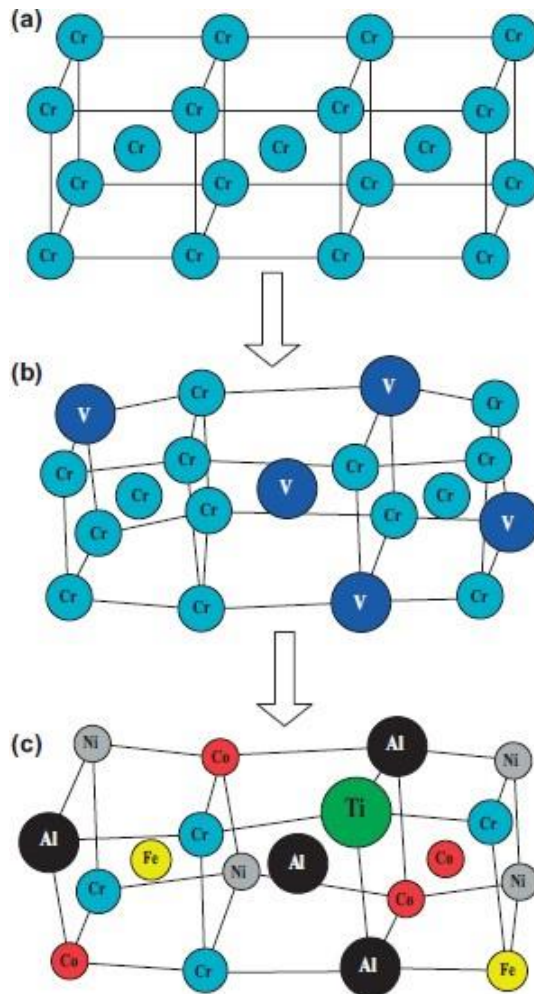 (a)
Cr Cr Cr Cr
Cr Cr Cr Cr
Cr Cr Cr
Cr Cr Cr Cr
Cr Cr Cr Cr
(b)
V Cr V Cr
Cr Cr Cr Cr
Cr V Cr
Cr Cr Cr V
Cr Cr V Cr
(c)
Ni Co Al Ni
Al Cr Ti Cr
Fe Al Co
Cr Ni Co Ni
Co Cr Al Fe